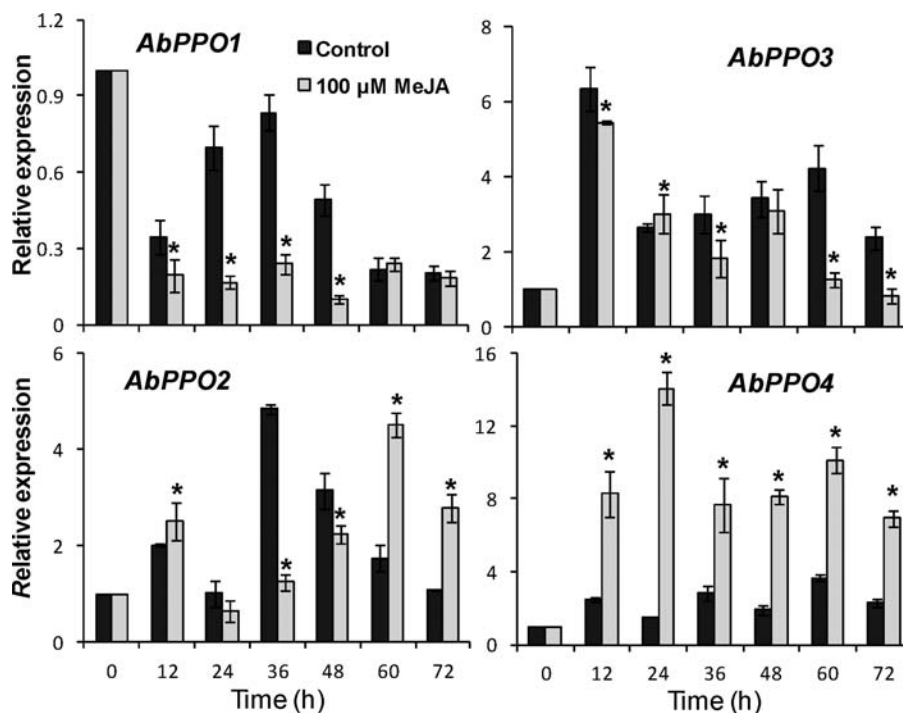 AbPPO1
Control
100 µM MeJA
Relative expression
1.2
0.9
0.6
0.3
0
* * * *
AbPPO3
8
6
4
2
0
* * * * *
AbPPO2
Relative expression
6
4
2
0
* * * * *
0 12 24 36 48 60 72
Time (h)
AbPPO4
16
12
8
4
0
* * * * * *
0 12 24 36 48 60 72
Time (h)